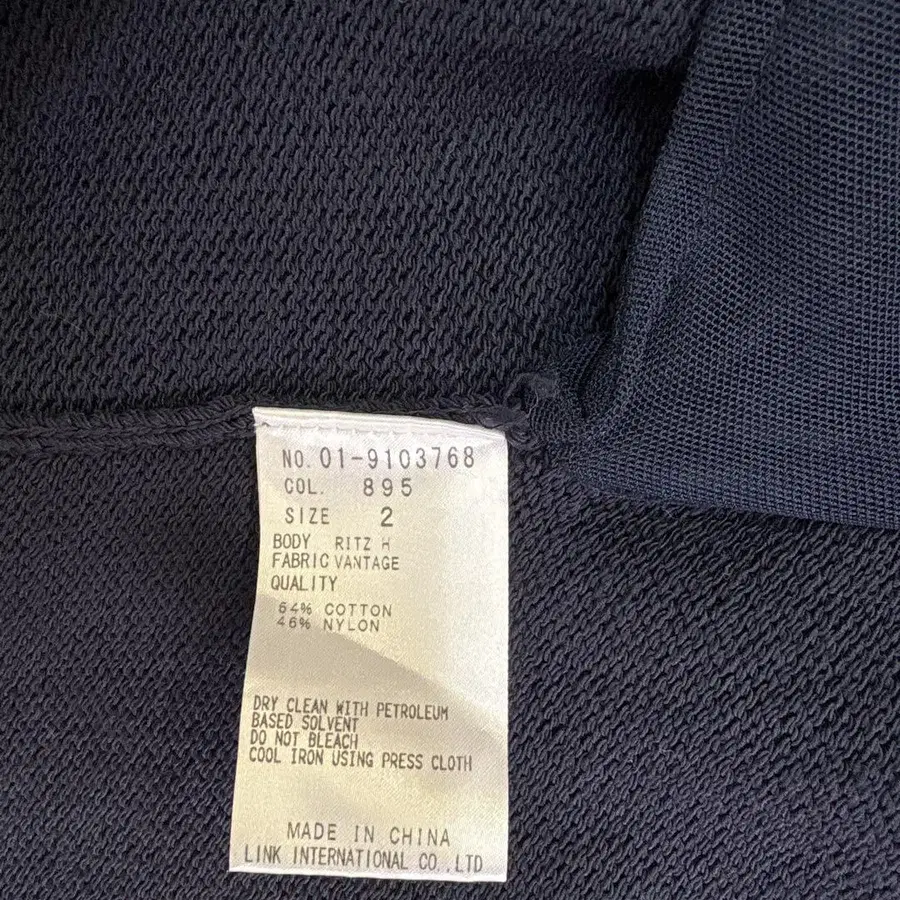 NO. 01-9103768
COL. 895
SIZE 2
BODY RITZ H
FABRIC VANTAGE
QUALITY
64% COTTON
46% NYLON
DRY CLEAN WITH PETROLEUM
BASED SOLVENT
DO NOT BLEACH
COOL IRON USING PRESS CLOTH
MADE IN CHINA
LINK INTERNATIONAL CO.,LTD